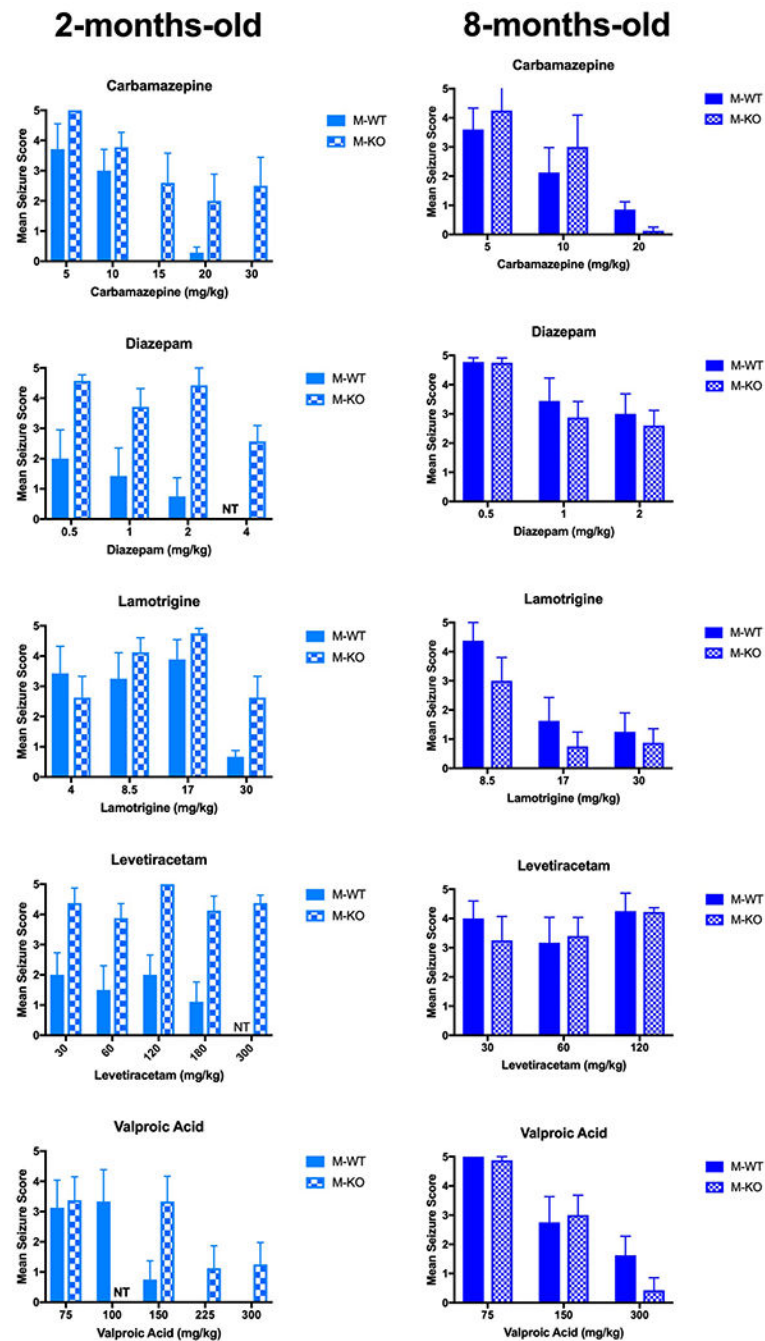 2-months-old
8-months-old
Carbamazepine
Mean Seizure Score
5
4
3
2
1
0
5 10 15 20 30
Carbamazepine (mg/kg)
M-WT
M-KO
Carbamazepine
Mean Seizure Score
5
4
3
2
1
0
5 10 20
Carbamazepine (mg/kg)
M-WT
M-KO
Diazepam
Mean Seizure Score
5
4
3
2
1
0
NT
0.5 1 2 4
Diazepam (mg/kg)
M-WT
M-KO
Diazepam
Mean Seizure Score
5
4
3
2
1
0
0.5 1 2
Diazepam (mg/kg)
M-WT
M-KO
Lamotrigine
Mean Seizure Score
5
4
3
2
1
0
4 8.5 17 30
Lamotrigine (mg/kg)
M-WT
M-KO
Lamotrigine
Mean Seizure Score
5
4
3
2
1
0
8.5 17 30
Lamotrigine (mg/kg)
M-WT
M-KO
Levetiracetam
Mean Seizure Score
5
4
3
2
1
0
NT
30 60 120 180 300
Levetiracetam (mg/kg)
M-WT
M-KO
Levetiracetam
Mean Seizure Score
5
4
3
2
1
0
30 60 120
Levetiracetam (mg/kg)
M-WT
M-KO
Valproic Acid
Mean Seizure Score
5
4
3
2
1
0
NT
75 100 150 225 300
Valproic Acid (mg/kg)
M-WT
M-KO
Valproic Acid
Mean Seizure Score
5
4
3
2
1
0
75 150 300
Valproic Acid (mg/kg)
M-WT
M-KO